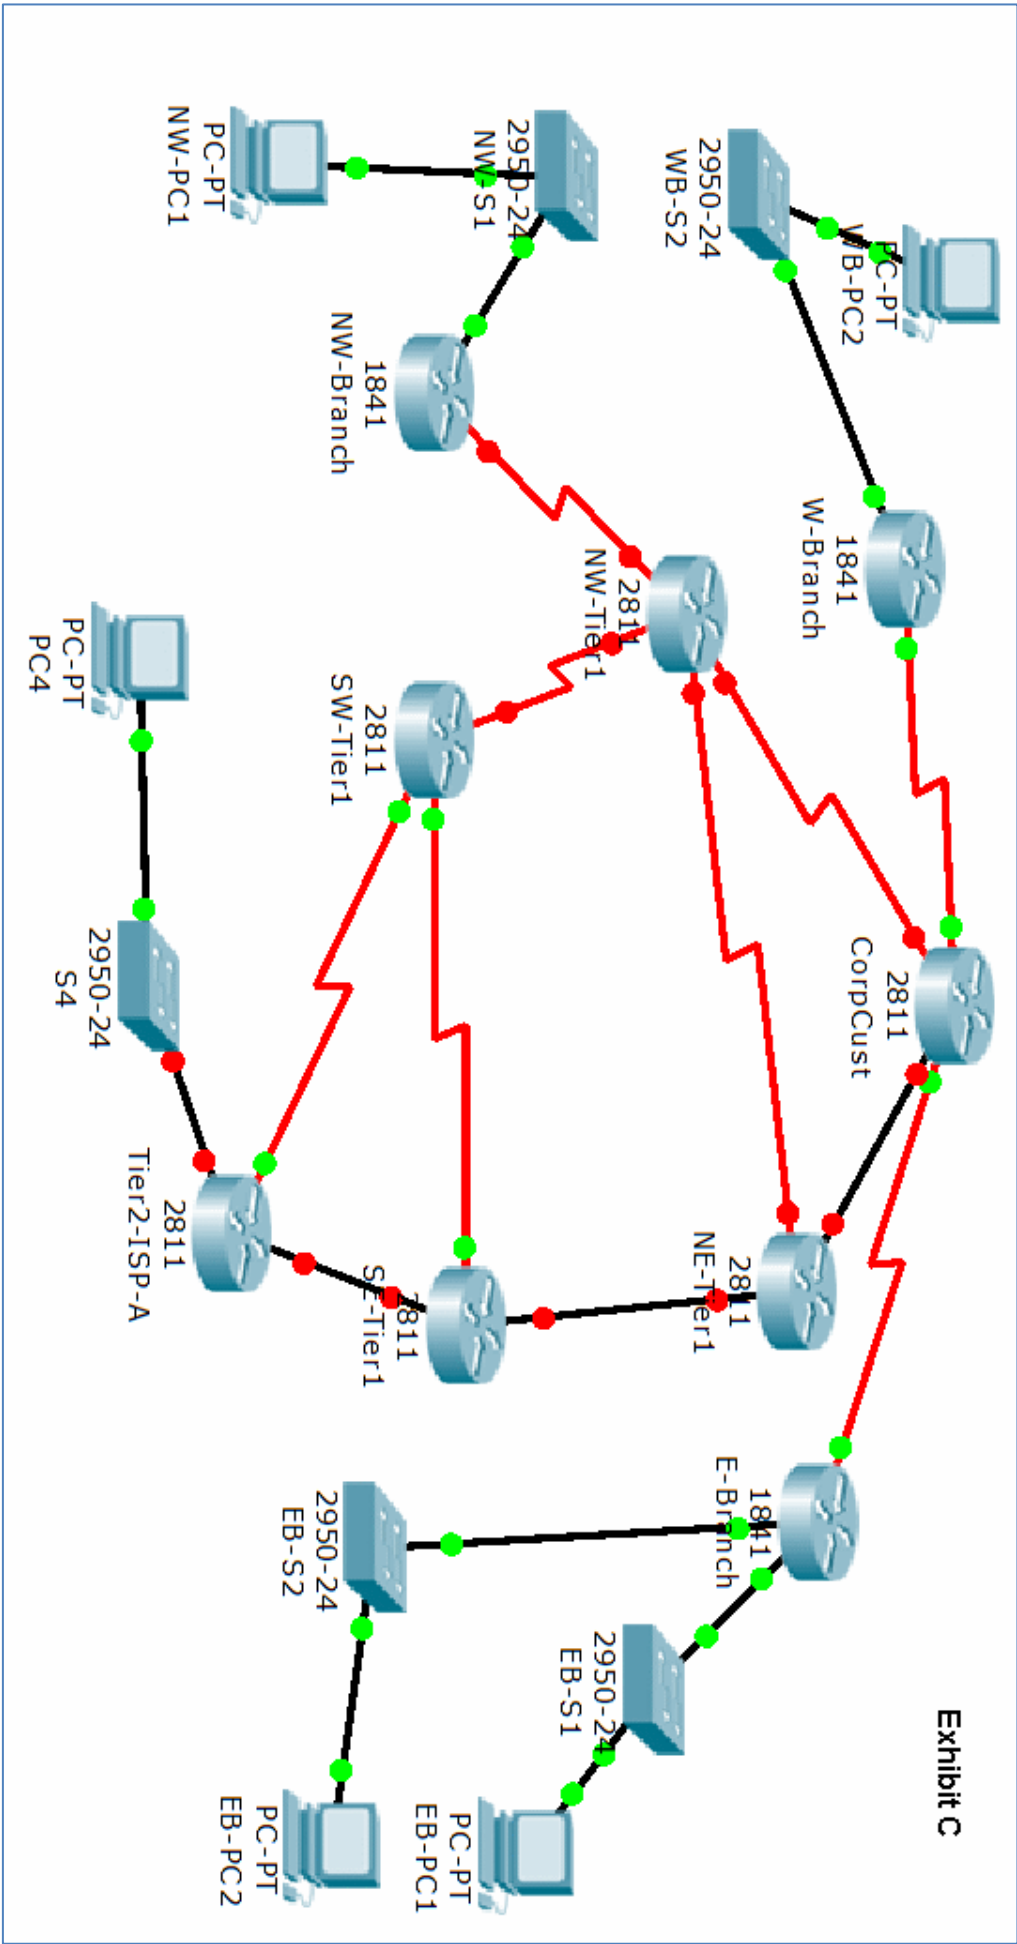 Exhibit C
PC-PT
WB-PC2
2950-24
WB-S2
1841
W-Branch
2811
CorpCust
1841
E-Branch
2950-24
EB-S1
PC-PT
EB-PC1
2950-24
EB-S2
PC-PT
EB-PC2
2811
NW-Tier1
2811
NE-Tier1
2950-24
NW-S1
PC-PT
NW-PC1
1841
NW-Branch
2811
SW-Tier1
2811
SE-Tier1
2811
Tier2-ISP-A
2950-24
S4
PC-PT
PC4